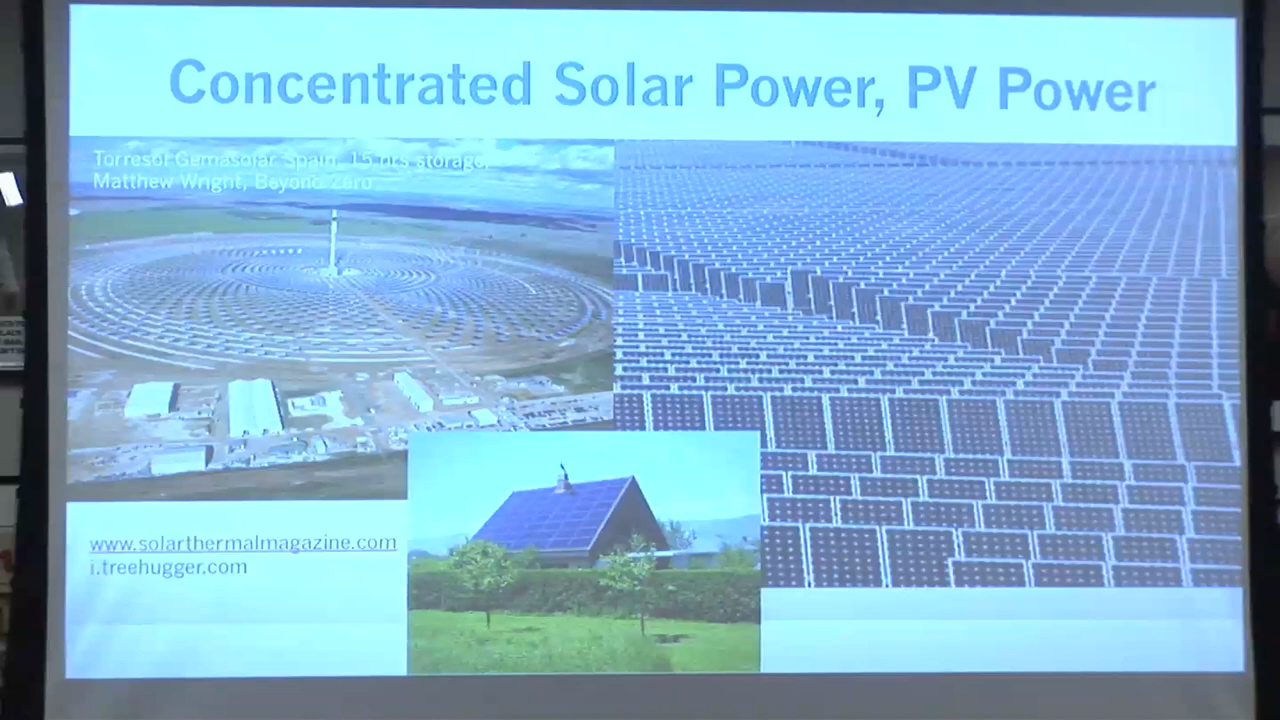 Concentrated Solar Power, PV Power
Torresol Gemasolar Spain, 15 hrs storage,
Matthew Wright, Beyond Zero
www.solarthermalmagazine.com
i.treehugger.com